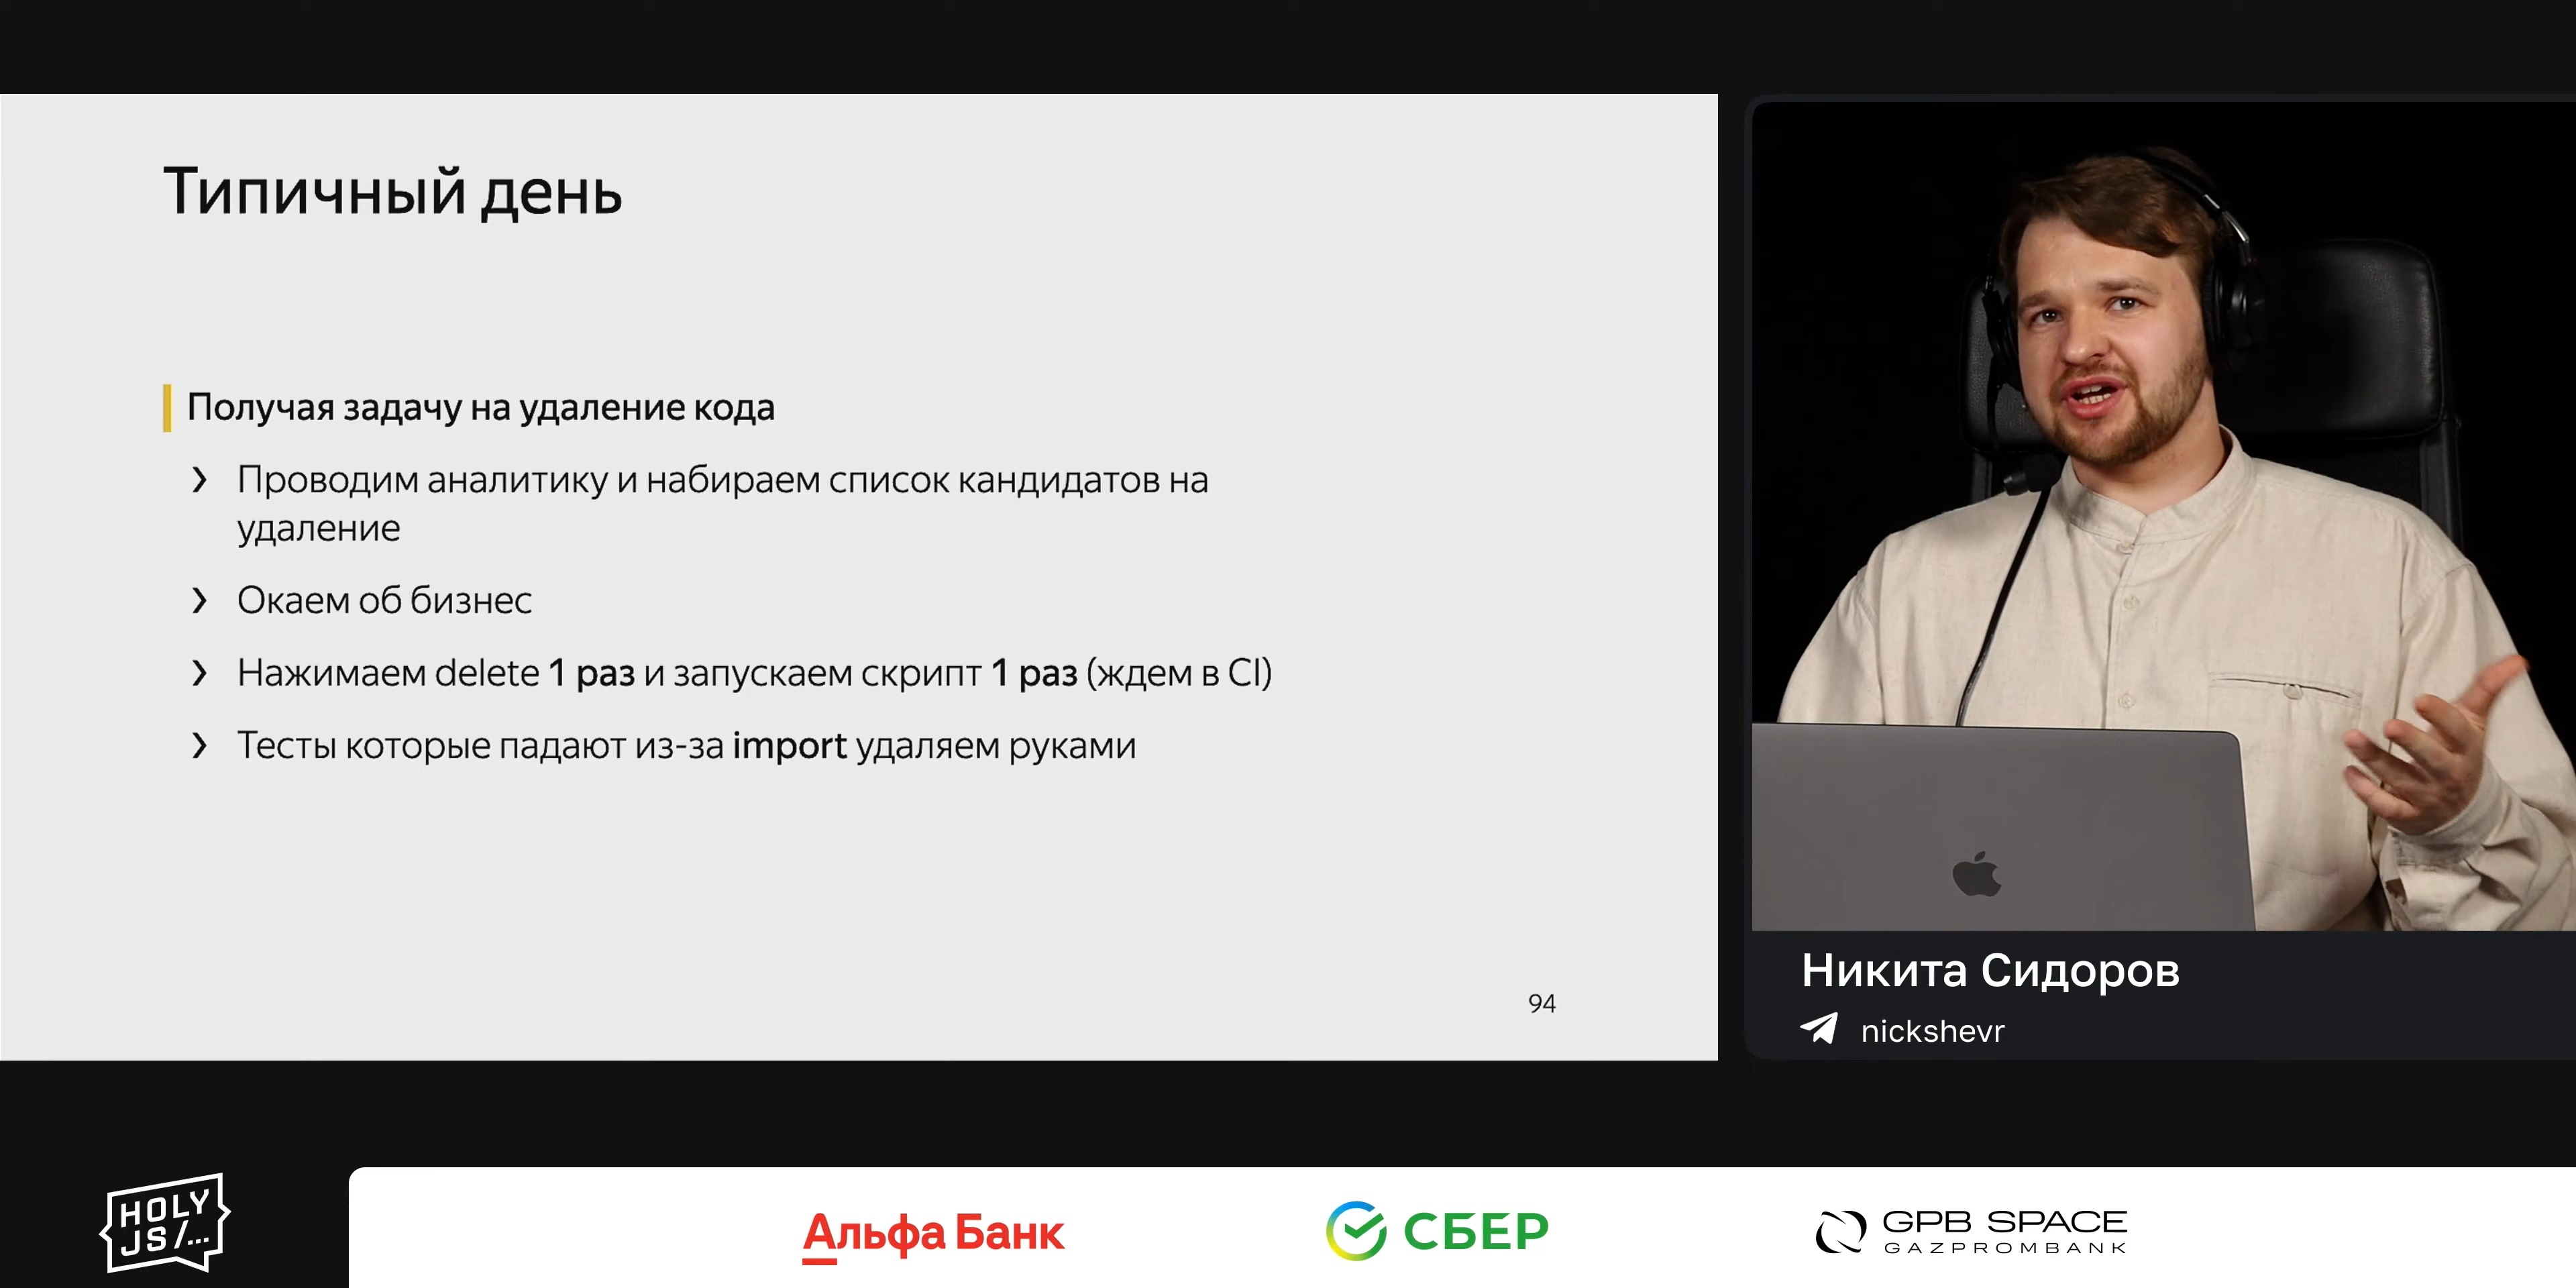 Типичный день
Получая задачу на удаление кода
Проводим аналитику и набираем список кандидатов на
удаление
Окаем об бизнес
Нажимаем delete 1 раз и запускаем скрипт 1 раз (ждем в CI)
Тесты которые падают из-за import удаляем руками
94
Никита Сидоров
nickshevr
HOLY
JS/...
Альфа Банк
СБЕР
GPB SPACE
GAZPROMBANK